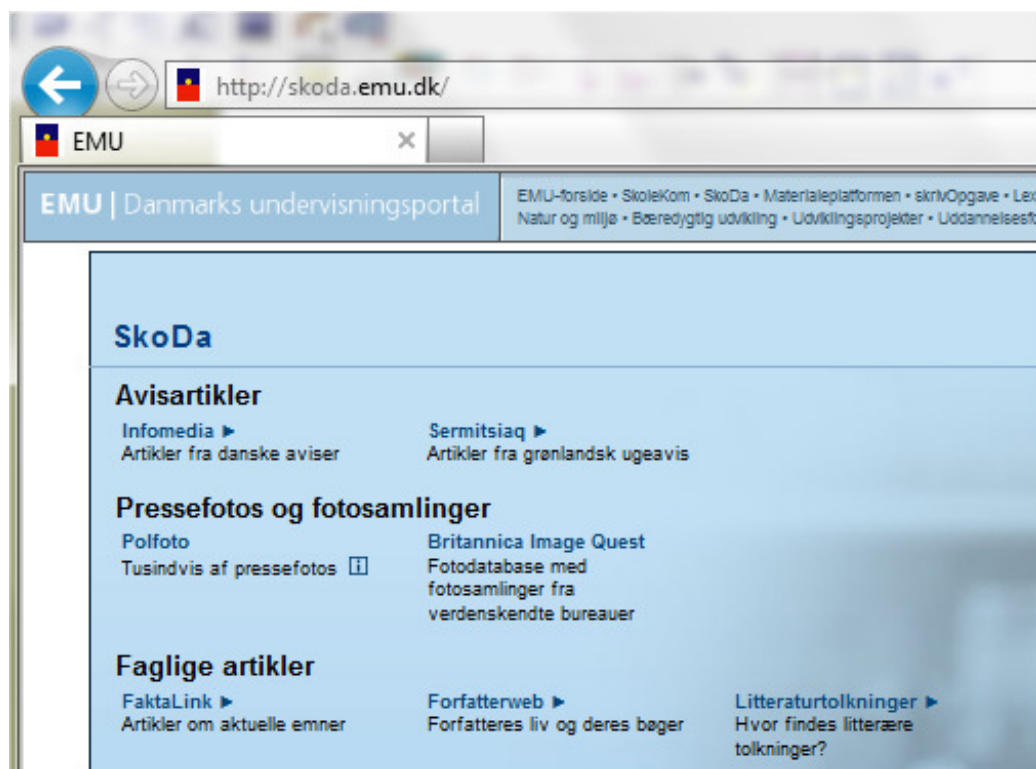 http://skoda.emu.dk/
EMU
EMU | Danmarks undervisningsportal
EMU-forside • SkoleKom • SkoDa • Materialeplatformen • skrivOpgave •
Natur og miljø • Bæredygtig udvikling • Udviklingsprojekter •
SkoDa
Avisartikler
Infomedia ► Sermitsiaq ►
Artikler fra danske aviser Artikler fra grønlandsk ugeavis
Pressefotos og fotosamlinger
Polfoto Britannica Image Quest
Tusindvis af pressefotos Fotodatabase med
fotosamlinger fra
verdenskendte bureauer
Faglige artikler
FaktaLink ► Forfatterweb ► Litteraturtolkninger ►
Artikler om aktuelle emner Forfatteres liv og deres bøger Hvor findes litterære
tolkninger?